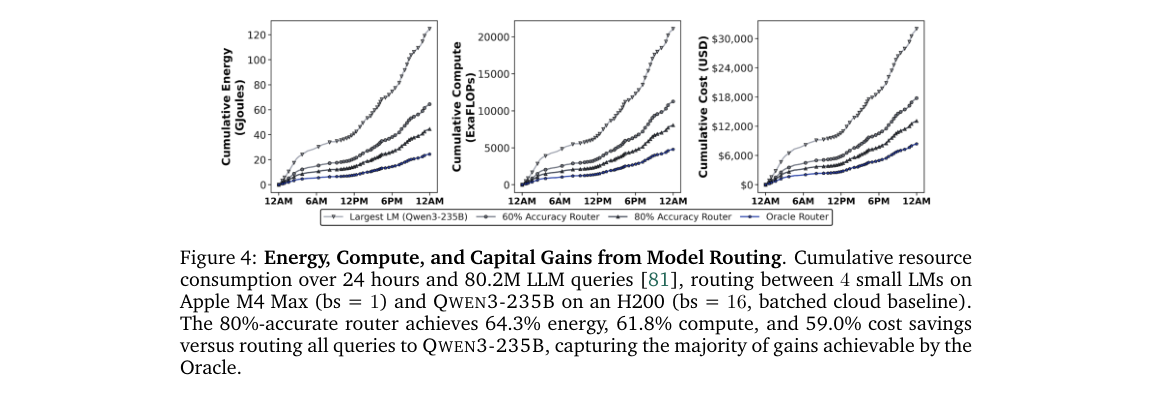 Cumulative Energy
(GJoules)
120
100
80
60
40
20
0
12AM 6AM 12PM 6PM 12AM
Cumulative Compute
(ExaFLOPs)
20000
15000
10000
5000
0
12AM 6AM 12PM 6PM 12AM
Cumulative Cost (USD)
$30,000
$24,000
$18,000
$12,000
$6,000
$0
12AM 6AM 12PM 6PM 12AM
Largest LM (Qwen3-235B) 60% Accuracy Router 80% Accuracy Router Oracle Router
Figure 4: Energy, Compute, and Capital Gains from Model Routing. Cumulative resource
consumption over 24 hours and 80.2M LLM queries [81], routing between 4 small LMs on
Apple M4 Max (bs = 1) and QWEN3-235B on an H200 (bs = 16, batched cloud baseline).
The 80%-accurate router achieves 64.3% energy, 61.8% compute, and 59.0% cost savings
versus routing all queries to QWEN3-235B, capturing the majority of gains achievable by the
Oracle.